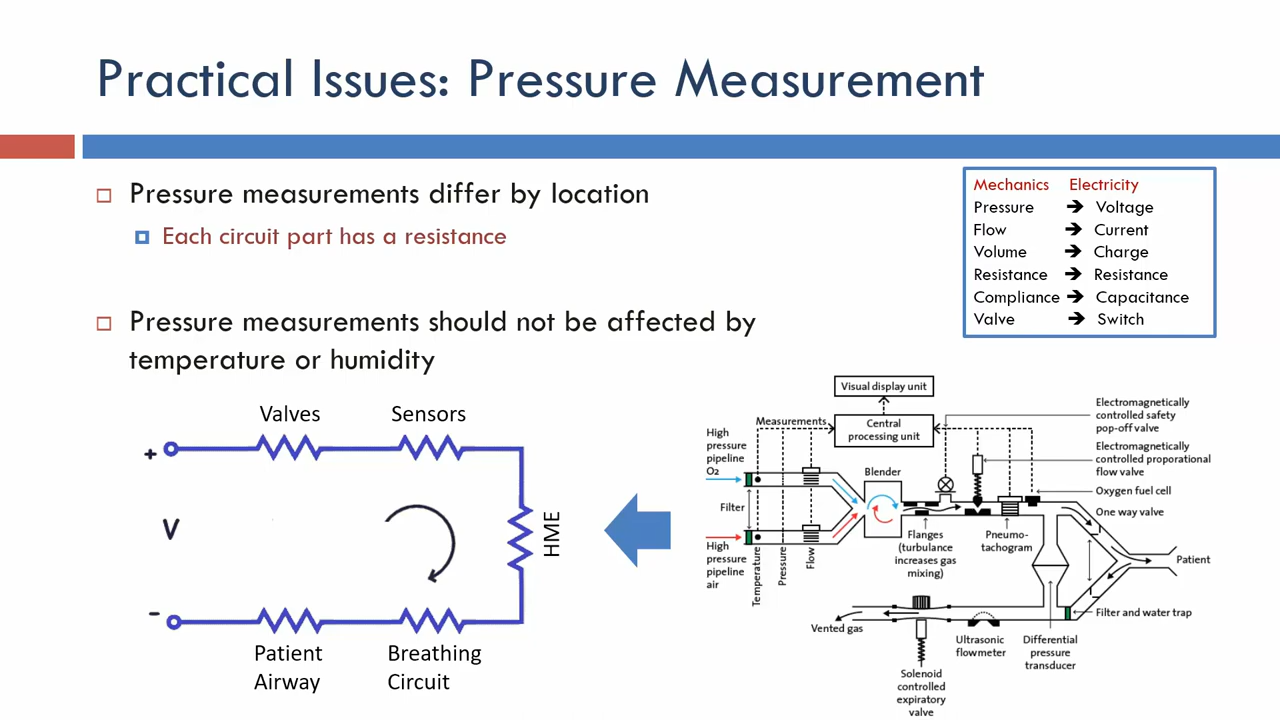 Practical Issues: Pressure Measurement
Pressure measurements differ by location
Each circuit part has a resistance
Pressure measurements should not be affected by
temperature or humidity
Mechanics Electricity
Pressure → Voltage
Flow → Current
Volume → Charge
Resistance → Resistance
Compliance → Capacitance
Valve → Switch
Valves
Sensors
+
V
-
HME
Patient
Airway
Breathing
Circuit
Visual display unit
Measurements
Central
processing unit
High
pressure
pipeline
O2
Filter
High
pressure
pipeline
air
Temperature
Pressure
Flow
Blender
Electromagnetically
controlled safety
pop-off valve
Electromagnetically
controlled proporational
flow valve
Oxygen fuel cell
One way valve
Flanges
(turbulance
increases gas
mixing)
Pneumo-
tachogram
Patient
Filter and water trap
Vented gas
Solenoid
controlled
expiratory
valve
Ultrasonic
flowmeter
Differential
pressure
transducer